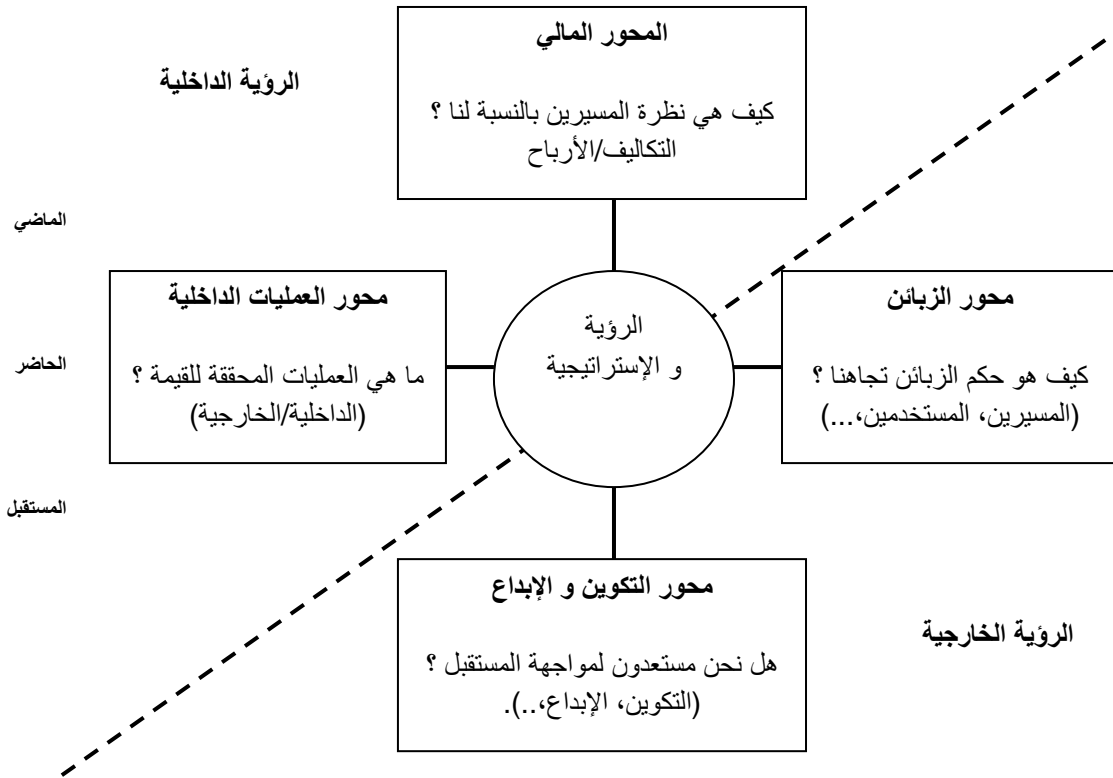 المحور المالي
كيف هي نظرة المسيرين بالنسبة لنا ؟
التكاليف/الأرباح
الرؤية الداخلية
الماضي
محور الزبائن
كيف هو حكم الزبائن تجاهنا ؟
(المسيرين، المستخدمين،...)
الرؤية
و الإستراتيجية
محور العمليات الداخلية
ما هي العمليات المحققة للقيمة ؟
(الداخلية/الخارجية)
الحاضر
المستقبل
محور التكوين و الإبداع
هل نحن مستعدون لمواجهة المستقبل ؟
(التكوين، الإبداع،..).
الرؤية الخارجية